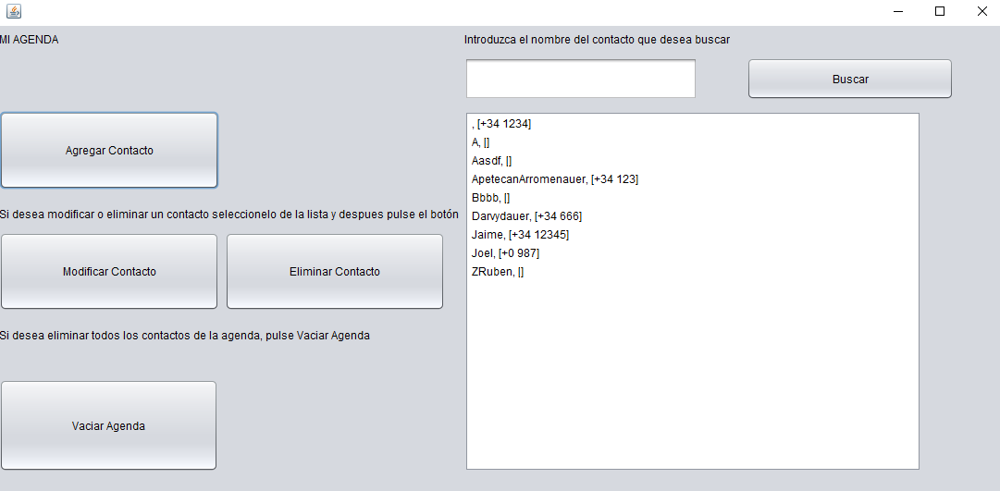 MI AGENDA
Introduzca el nombre del contacto que desea buscar
Buscar
Agregar Contacto
Si desea modificar o eliminar un contacto seleccionelo de la lista y despues pulse el botón
Modificar Contacto
Eliminar Contacto
Si desea eliminar todos los contactos de la agenda, pulse Vaciar Agenda
Vaciar Agenda
, [+34 1234]
A, []
Aasdf, []
ApetecanArromenauer, [+34 123]
Bbbb, []
Darvydauer, [+34 666]
Jaime, [+34 12345]
Joel, [+0 987]
ZRuben, []